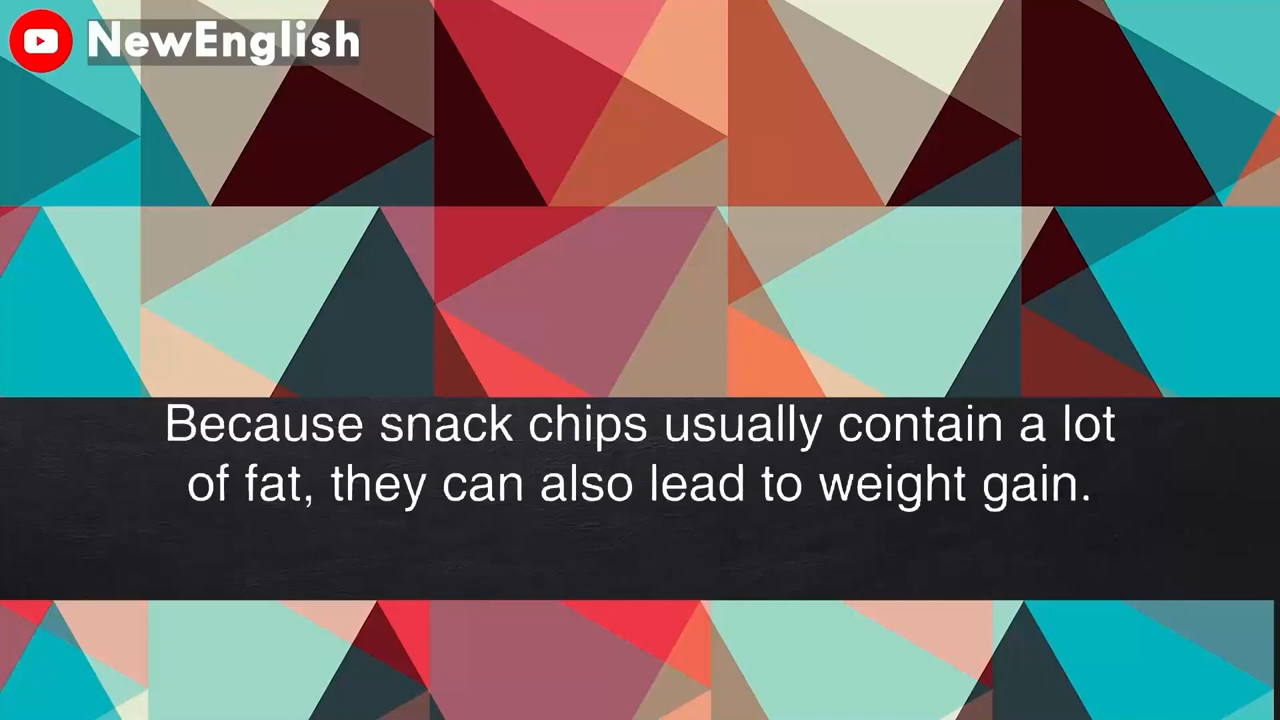 NewEnglish
Because snack chips usually contain a lot
of fat, they can also lead to weight gain.